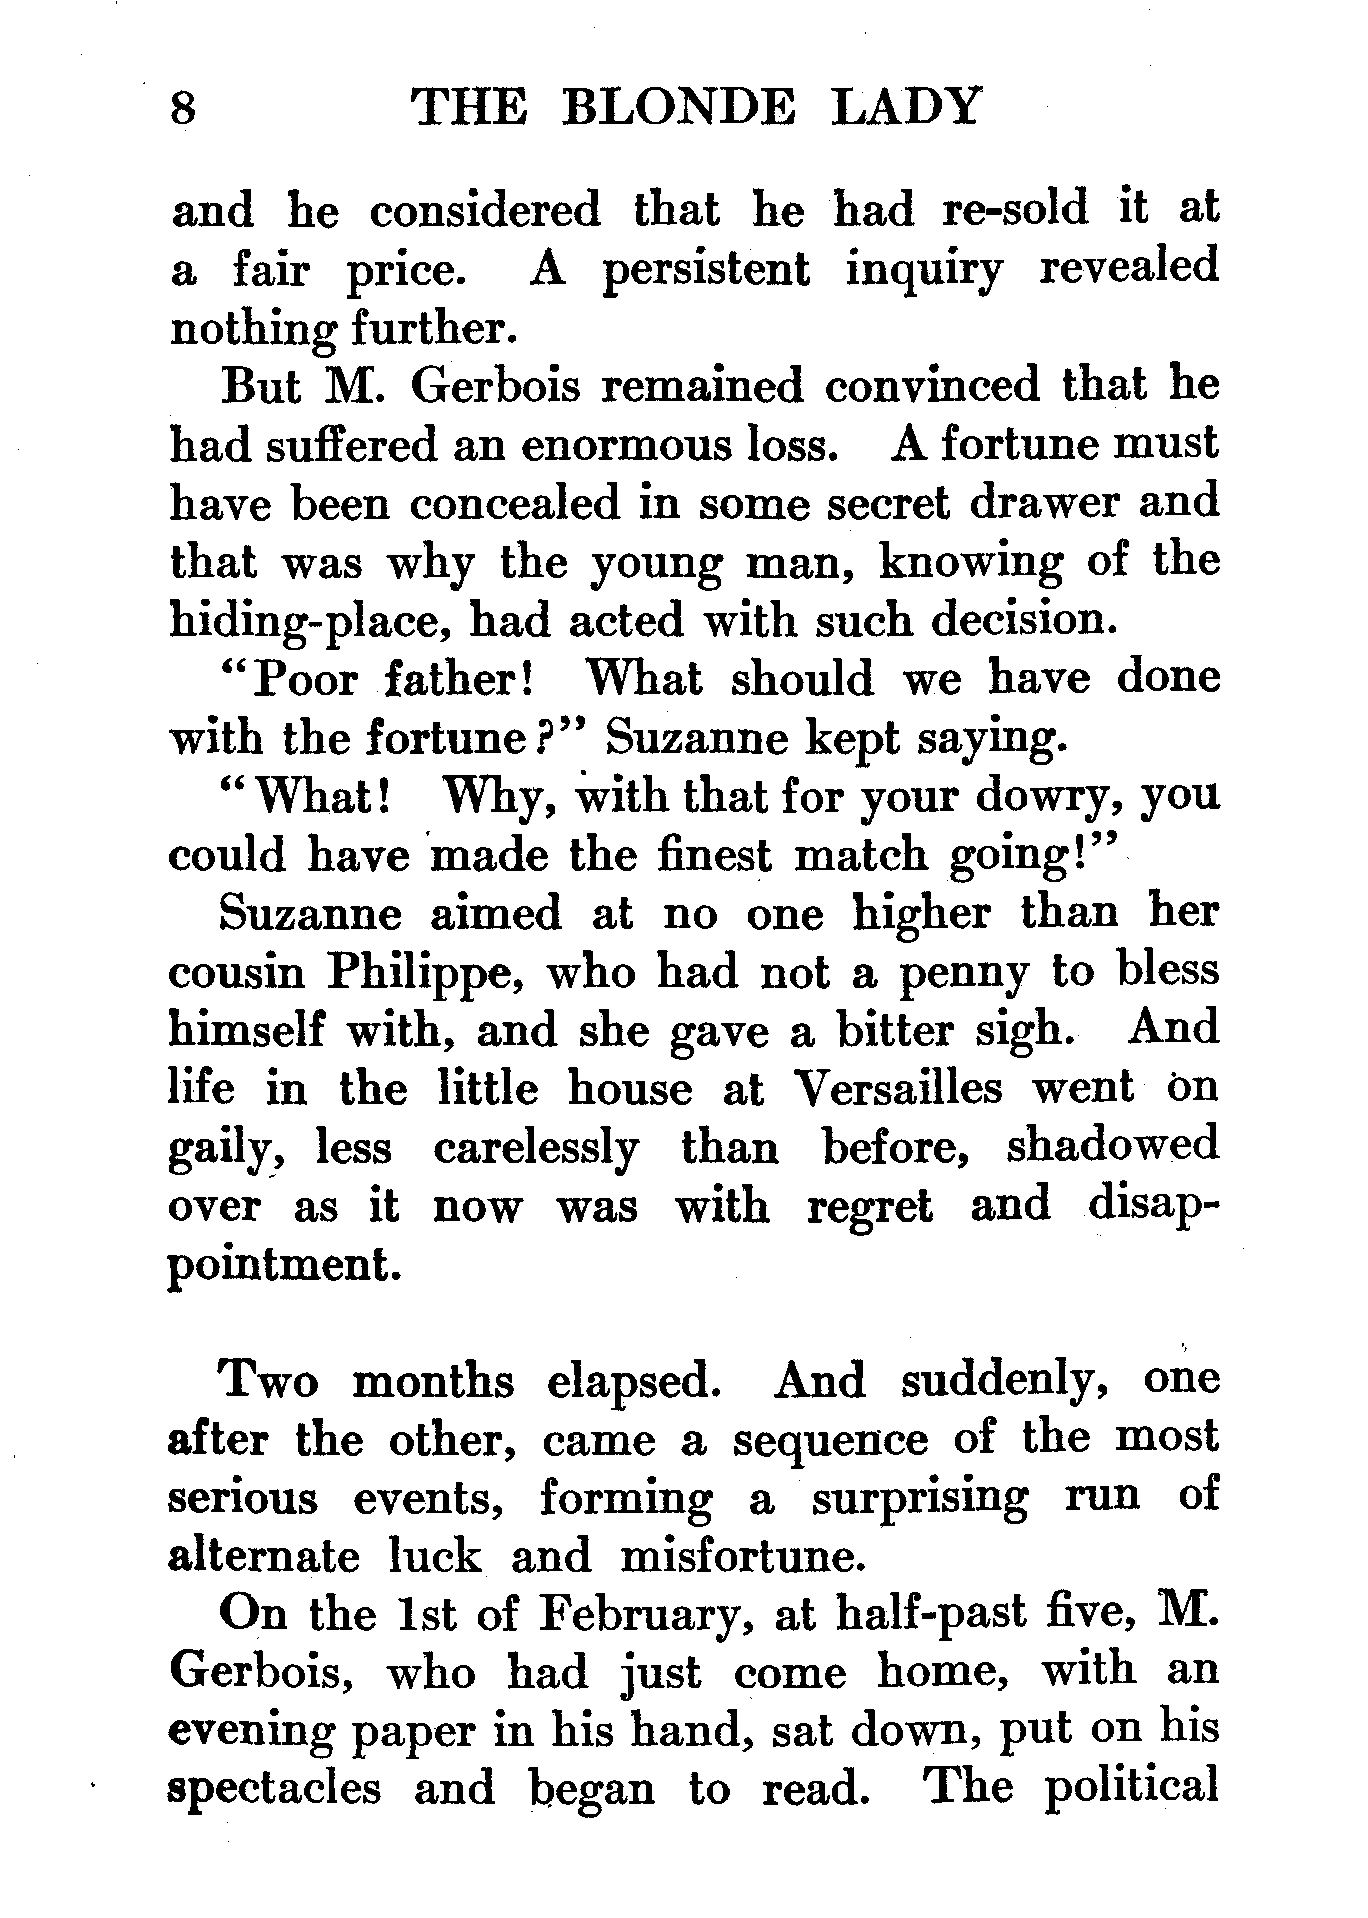 8 THE BLONDE LADY
and he considered that he had re-sold it at
a fair price. A persistent inquiry revealed
nothing further.
But M. Gerbois remained convinced that he
had suffered an enormous loss. A fortune must
have been concealed in some secret drawer and
that was why the young man, knowing of the
hiding-place, had acted with such decision.
“Poor father! What should we have done
with the fortune?” Suzanne kept saying.
“What! Why, with that for your dowry, you
could have made the finest match going!”
Suzanne aimed at no one higher than her
cousin Philippe, who had not a penny to bless
himself with, and she gave a bitter sigh. And
life in the little house at Versailles went on
gaily, less carelessly than before, shadowed
over as it now was with regret and disap-
pointment.
Two months elapsed. And suddenly, one
after the other, came a sequence of the most
serious events, forming a surprising run of
alternate luck and misfortune.
On the 1st of February, at half-past five, M.
Gerbois, who had just come home, with an
evening paper in his hand, sat down, put on his
spectacles and began to read. The political